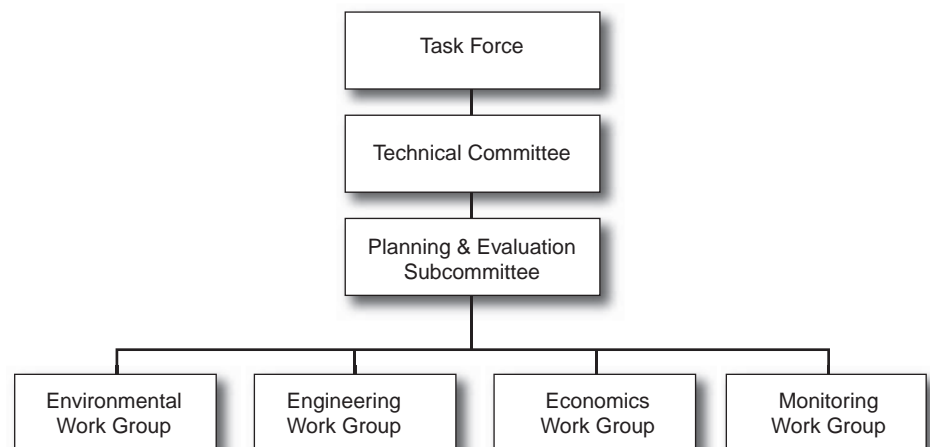 Task Force
Technical Committee
Planning & Evaluation
Subcommittee
Environmental
Work Group
Engineering
Work Group
Economics
Work Group
Monitoring
Work Group